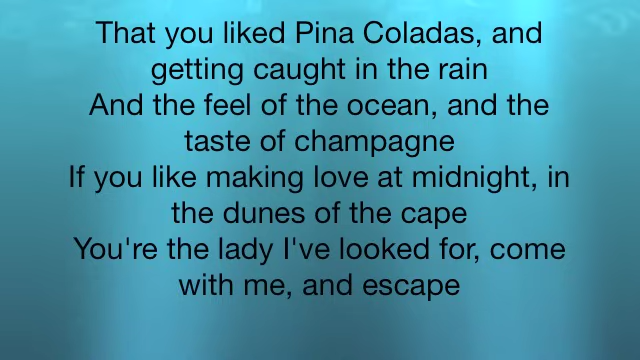 That you liked Pina Coladas, and
getting caught in the rain
And the feel of the ocean, and the
taste of champagne
If you like making love at midnight, in
the dunes of the cape
You're the lady I've looked for, come
with me, and escape